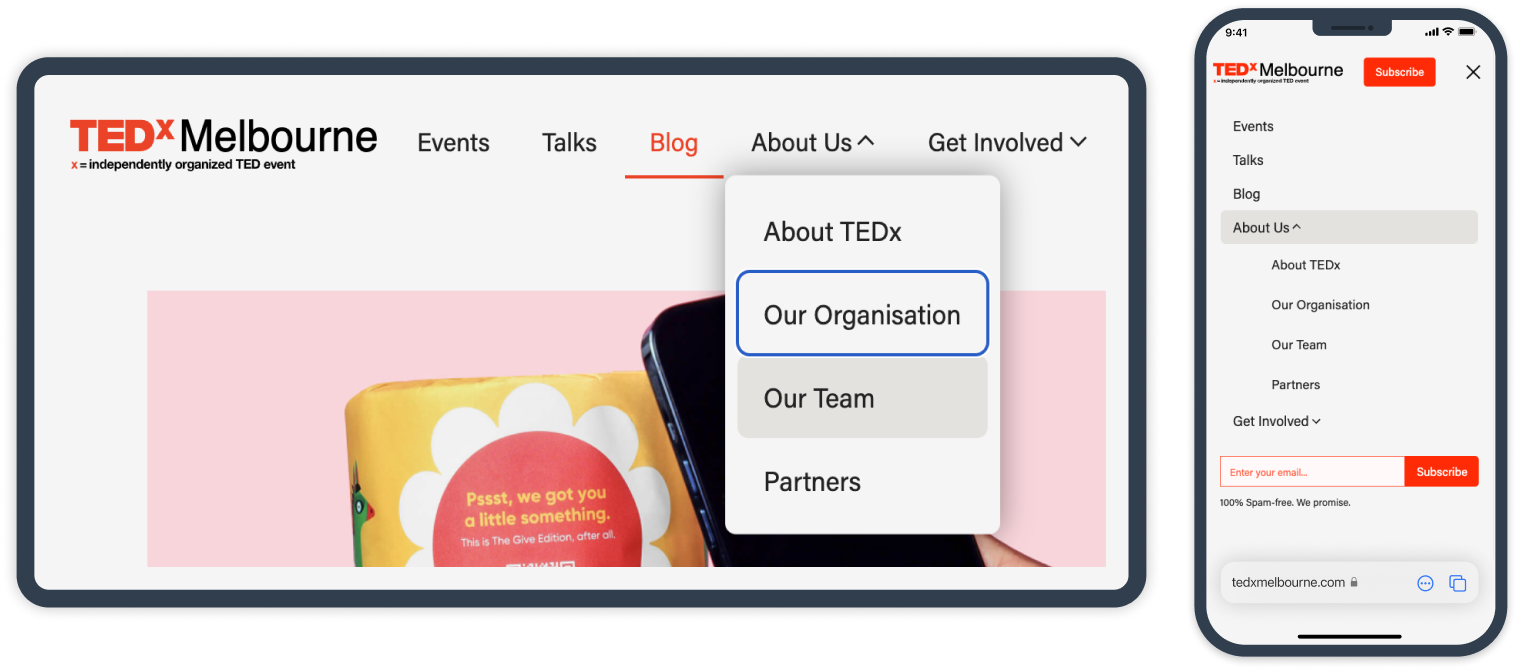 TEDx Melbourne
x = independently organized TED event
Events
Talks
Blog
About Us
Get Involved
About TEDx
Our Organisation
Our Team
Partners
Pssst, we got you
a little something.
This is The Give Edition, after all.
9:41
TEDx Melbourne
x = independently organized TED event
Subscribe
Events
Talks
Blog
About Us
About TEDx
Our Organisation
Our Team
Partners
Get Involved
Enter your email...
Subscribe
100% Spam-free. We promise.
tedxmelbourne.com